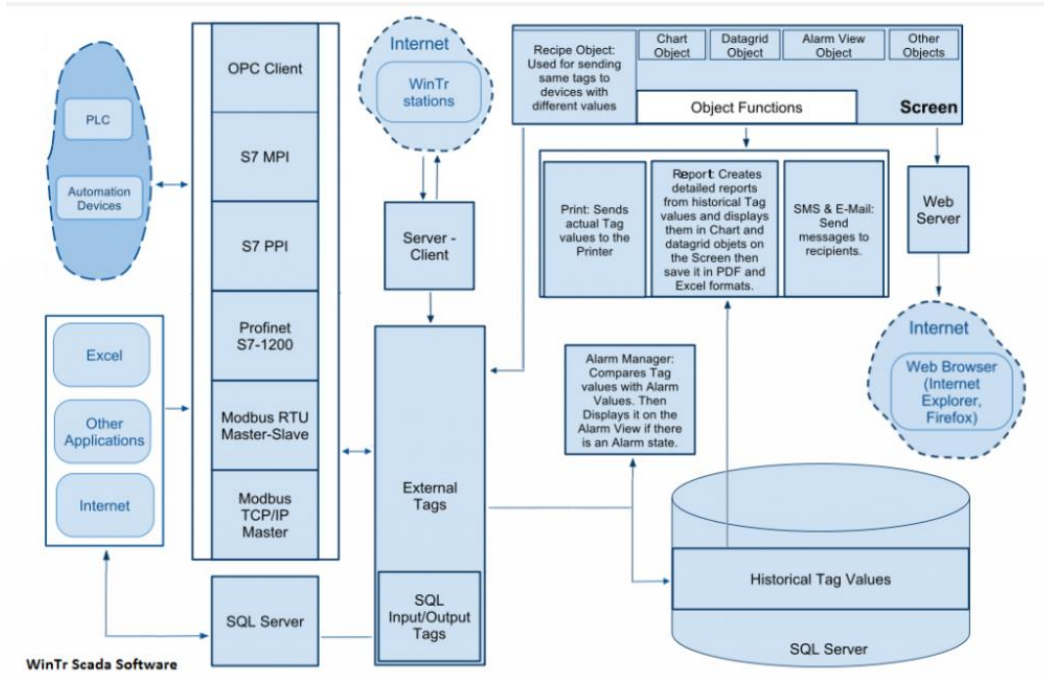 PLC
Automation
Devices
OPC Client
S7 MPI
S7 PPI
Profinet
S7-1200
Modbus RTU
Master-Slave
Modbus
TCP/IP
Master
Excel
Other
Applications
Internet
SQL Server
WinTr Scada Software
Internet
WinTr
stations
Server -
Client
External
Tags
SQL
Input/Output
Tags
Recipe Object:
Used for sending
same tags to
devices with
different values
Chart
Object
Datagrid
Object
Alarm View
Object
Other
Objects
Object Functions
Screen
Print: Sends
actual Tag
values to the
Printer
Report: Creates
detailed reports
from historical Tag
values and displays
them in Chart and
datagrid objets on
the Screen then
save it in PDF and
Excel formats.
SMS & E-Mail:
Send
messages to
recipients.
Web
Server
Internet
Web Browser
(Internet
Explorer,
Firefox)
Alarm Manager:
Compares Tag
values with Alarm
Values. Then
Displays it on the
Alarm View if there
is an Alarm state.
Historical Tag Values
SQL Server